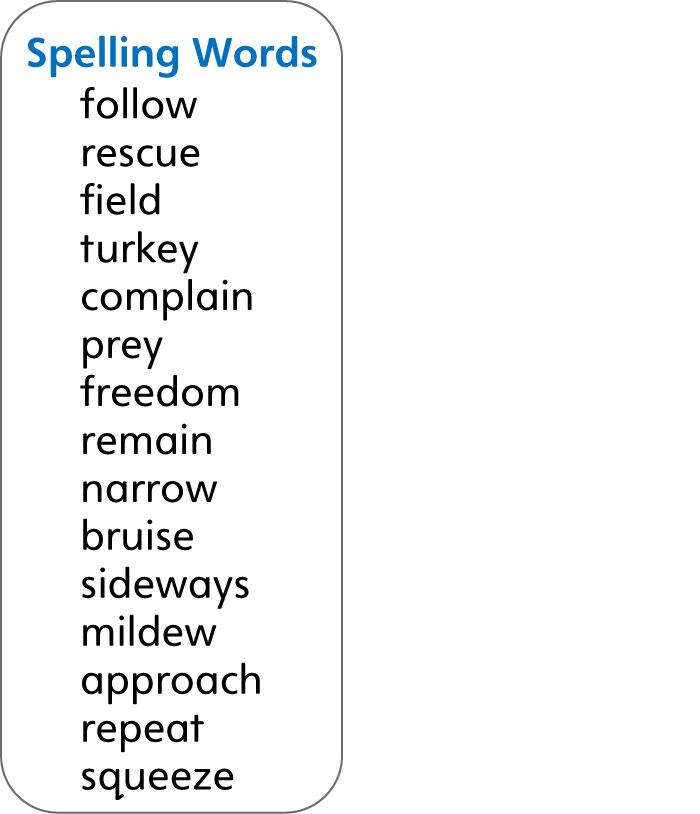 Spelling Words
follow
rescue
field
turkey
complain
prey
freedom
remain
narrow
bruise
sideways
mildew
approach
repeat
squeeze